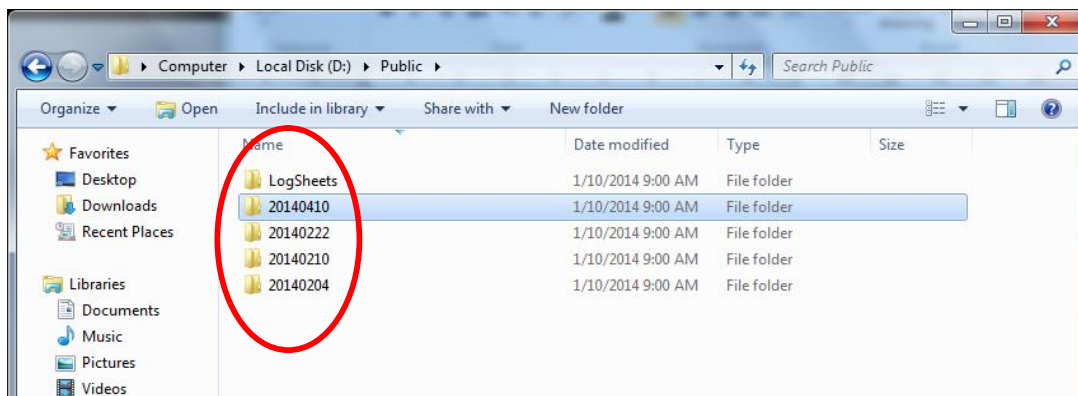 Computer Local Disk (D:) Public Search Public
Organize Open Include in library Share with New folder
Favorites
Desktop
Downloads
Recent Places
Libraries
Documents
Music
Pictures
Videos
Name Date modified Type Size
LogSheets 1/10/2014 9:00 AM File folder
20140410 1/10/2014 9:00 AM File folder
20140222 1/10/2014 9:00 AM File folder
20140210 1/10/2014 9:00 AM File folder
20140204 1/10/2014 9:00 AM File folder